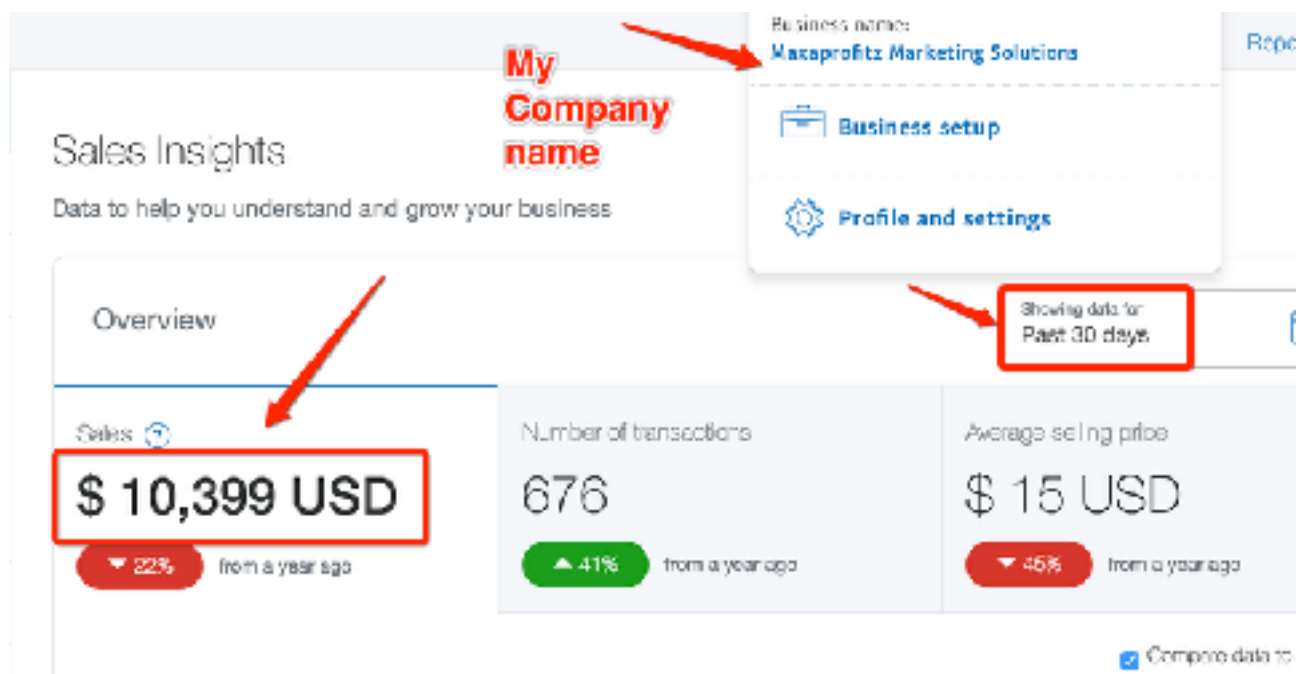 Business name:
Maxaprofitz Marketing Solutions
Repo
My
Company
name
Business setup
Sales Insights
Data to help you understand and grow your business
Profile and settings
Overview
Showing data for
Past 30 days
Sales ?
$ 10,399 USD
▼ 22% from a year ago
Number of transactions
676
▲ 41% from a year ago
Average selling price
$ 15 USD
▼ 45% from a year ago
Compare data to